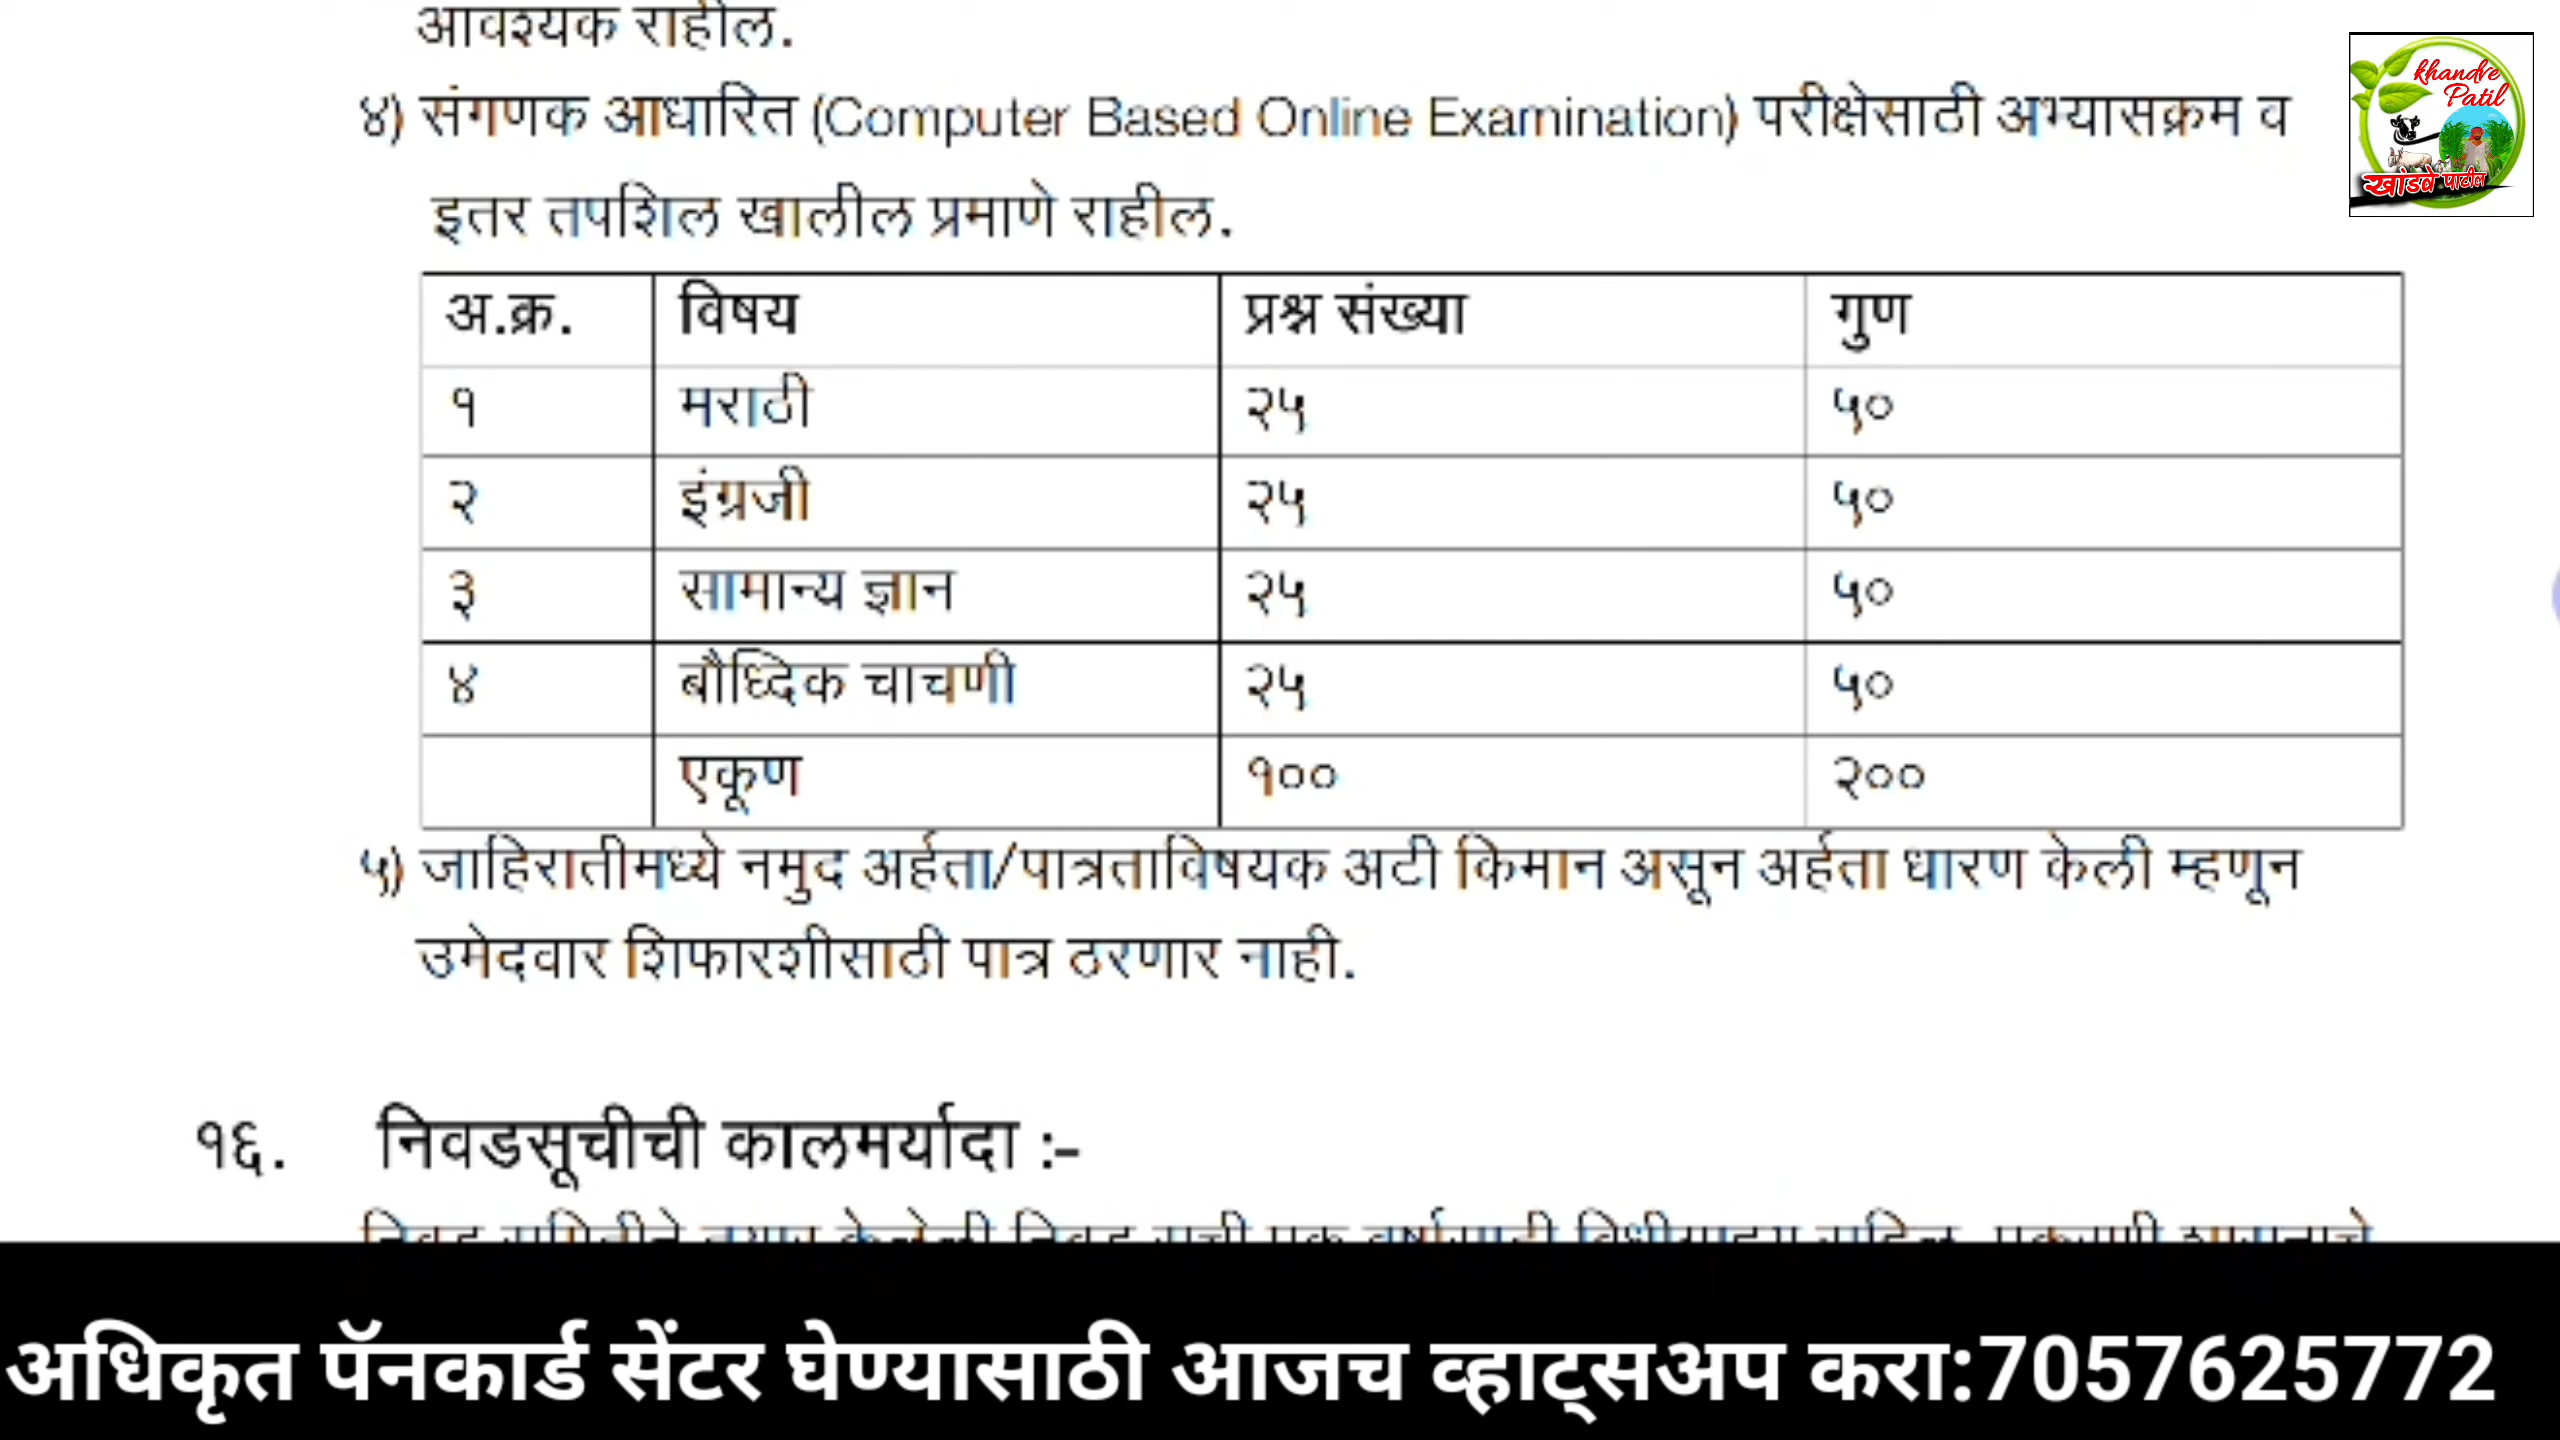 आवश्यक राहील.
४) संगणक आधारित (Computer Based Online Examination) परीक्षेसाठी अभ्यासक्रम व
इतर तपशिल खालील प्रमाणे राहील.
अ.क्र. विषय प्रश्न संख्या गुण
१ मराठी २५ ५०
२ इंग्रजी २५ ५०
३ सामान्य ज्ञान २५ ५०
४ बौध्दिक चाचणी २५ ५०
एकूण १०० २००
५) जाहिरातीमध्ये नमुद अर्हता/पात्रताविषयक अटी किमान असून अर्हता धारण केली म्हणून
उमेदवार शिफारशीसाठी पात्र ठरणार नाही.
१६. निवडसूचीची कालमर्यादा :-
khandve
Patil
खांडवे पाटील
अधिकृत पॅनकार्ड सेंटर घेण्यासाठी आजच व्हाट्सअप करा:7057625772